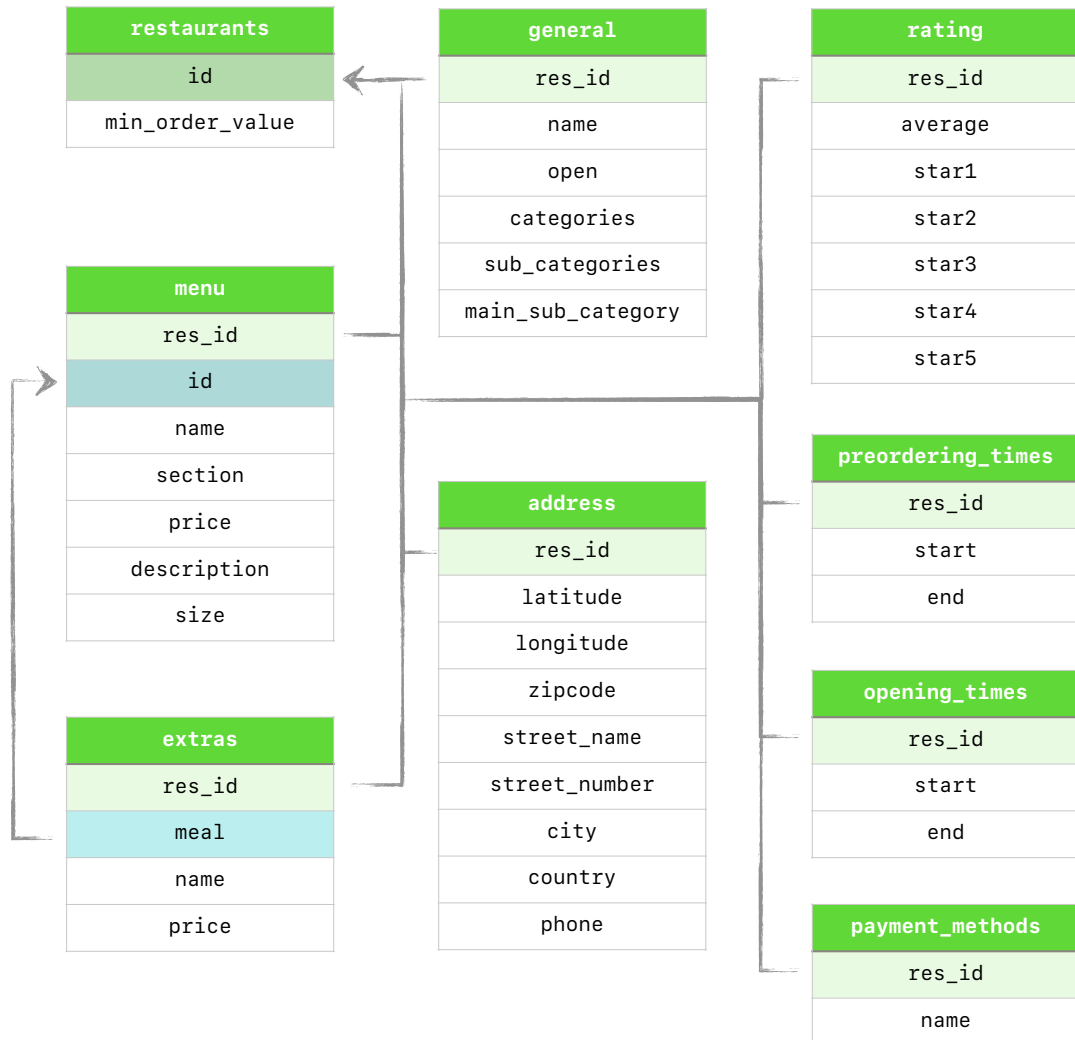 restaurants
id
min_order_value
general
res_id
name
open
categories
sub_categories
main_sub_category
rating
res_id
average
star1
star2
star3
star4
star5
menu
res_id
id
name
section
price
description
size
address
res_id
latitude
longitude
zipcode
street_name
street_number
city
country
phone
preordering_times
res_id
start
end
opening_times
res_id
start
end
extras
res_id
meal
name
price
payment_methods
res_id
name